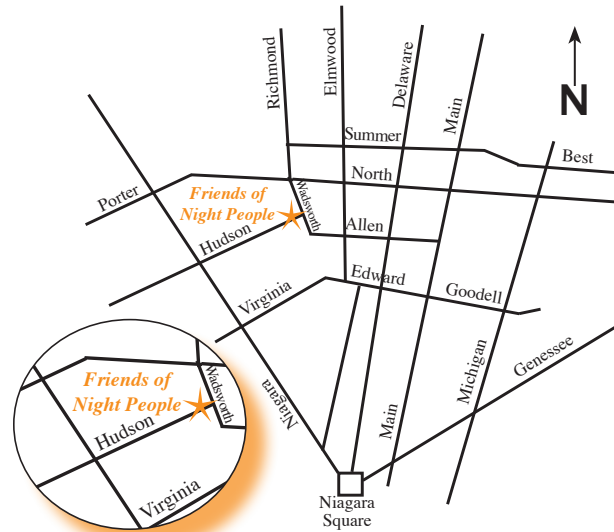 Richmond
Elmwood
Delaware
Main
N
Summer
Best
North
Porter
Friends of
Night People
Wadsworth
Hudson
Allen
Virginia
Edward
Goodell
Genessee
Michigan
Main
Niagara
Niagara
Square
Friends of
Night People
Wadsworth
Hudson
Virginia